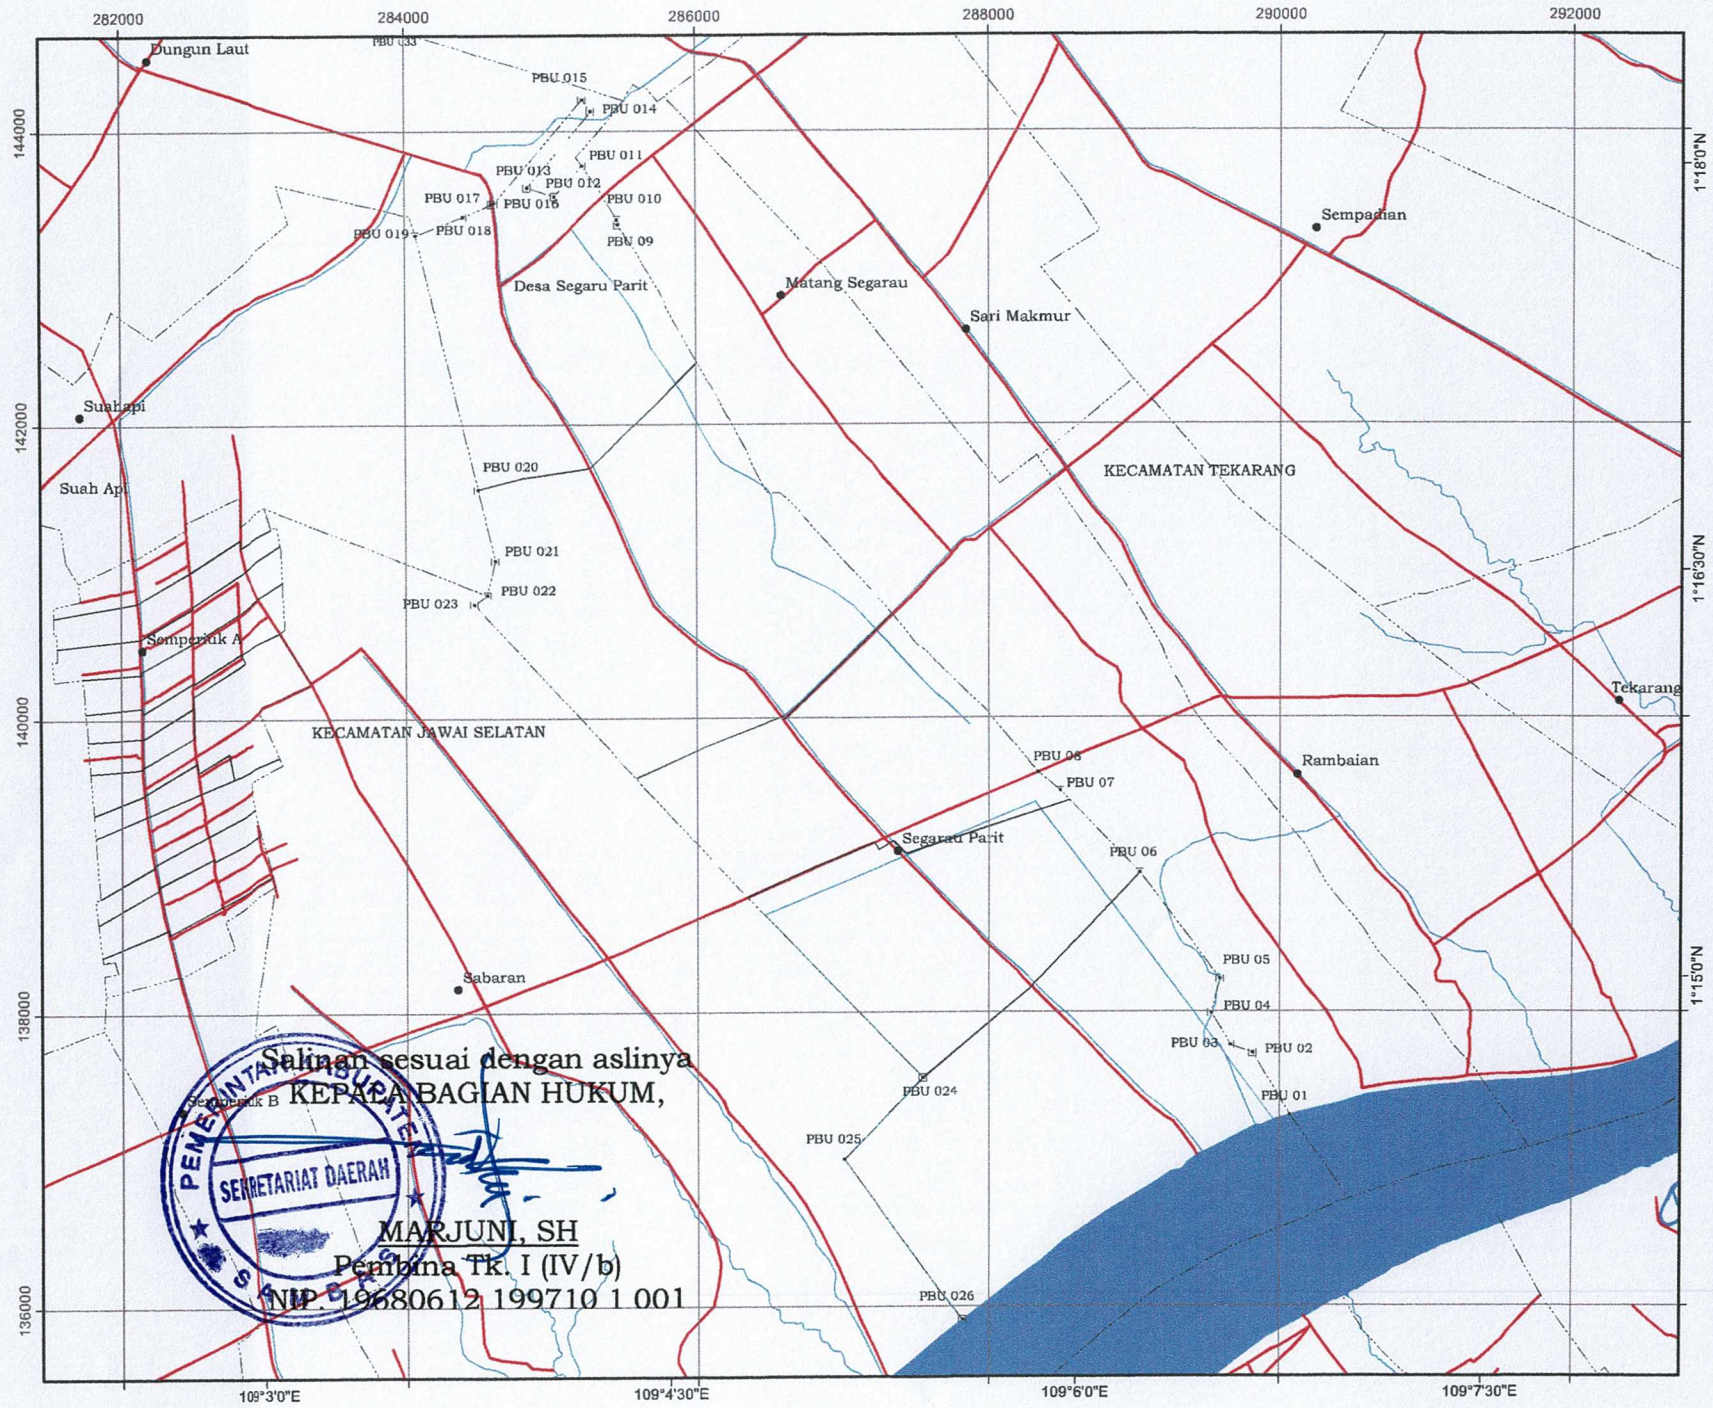 282000
284000
286000
288000
290000
292000
Dungun Laut
PBU 033
PBU 015
PBU 014
144000
PBU 011
1°18'0"N
PBU 013
PBU 012
PBU 017
PBU 016
PBU 010
Sempadian
PBU 019
PBU 018
PBU 09
Desa Segaru Parit
Matang Segarau
Sari Makmur
Suahapi
142000
PBU 020
KECAMATAN TEKARANG
Suah Api
PBU 021
1°16'30"N
PBU 022
PBU 023
Semperiuk A
Tekarang
140000
KECAMATAN JAWAI SELATAN
PBU 08
Rambaian
PBU 07
Segarau Parit
PBU 06
PBU 05
Sabaran
1°15'0"N
138000
PBU 04
PBU 03
PBU 02
Salinan sesuai dengan aslinya
KEPALA BAGIAN HUKUM,
Semperiuk B
PBU 024
PBU 01
PBU 025
PEMERINTAH KABUPATEN
SEKRETARIAT DAERAH
SAMBAS
MARJUNI, SH
Pembina Tk. I (IV/b)
NIP. 19680612 199710 1 001
PBU 026
136000
109°3'0"E
109°4'30"E
109°6'0"E
109°7'30"E